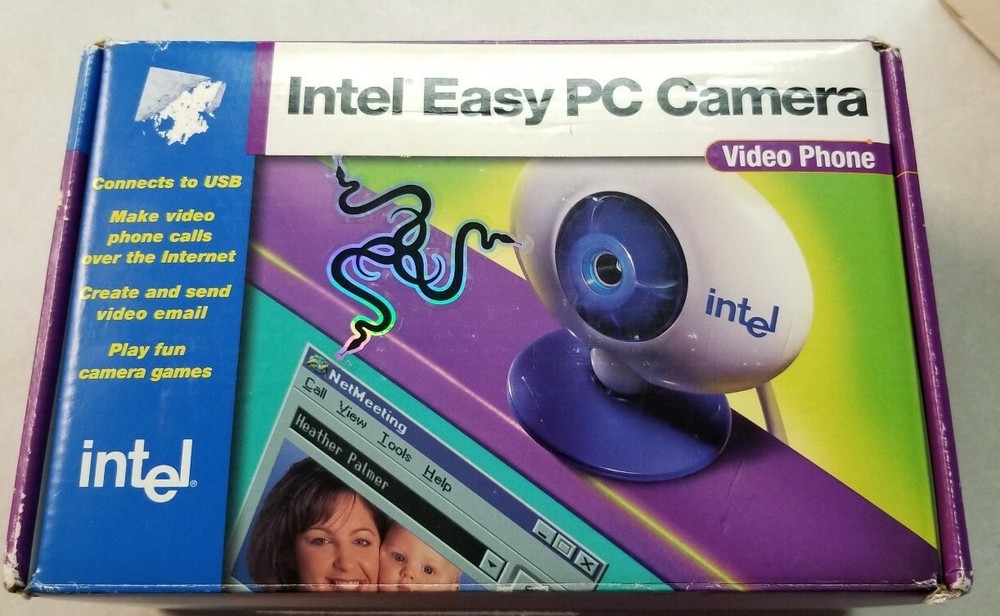 Intel™ Easy PC Camera
Video Phone
Connects to USB
Make video
phone calls
over the Internet
Create and send
video email
Play fun
camera games
intel®
intel
NetMeeting
Call View Tools Help
Heather Palmer